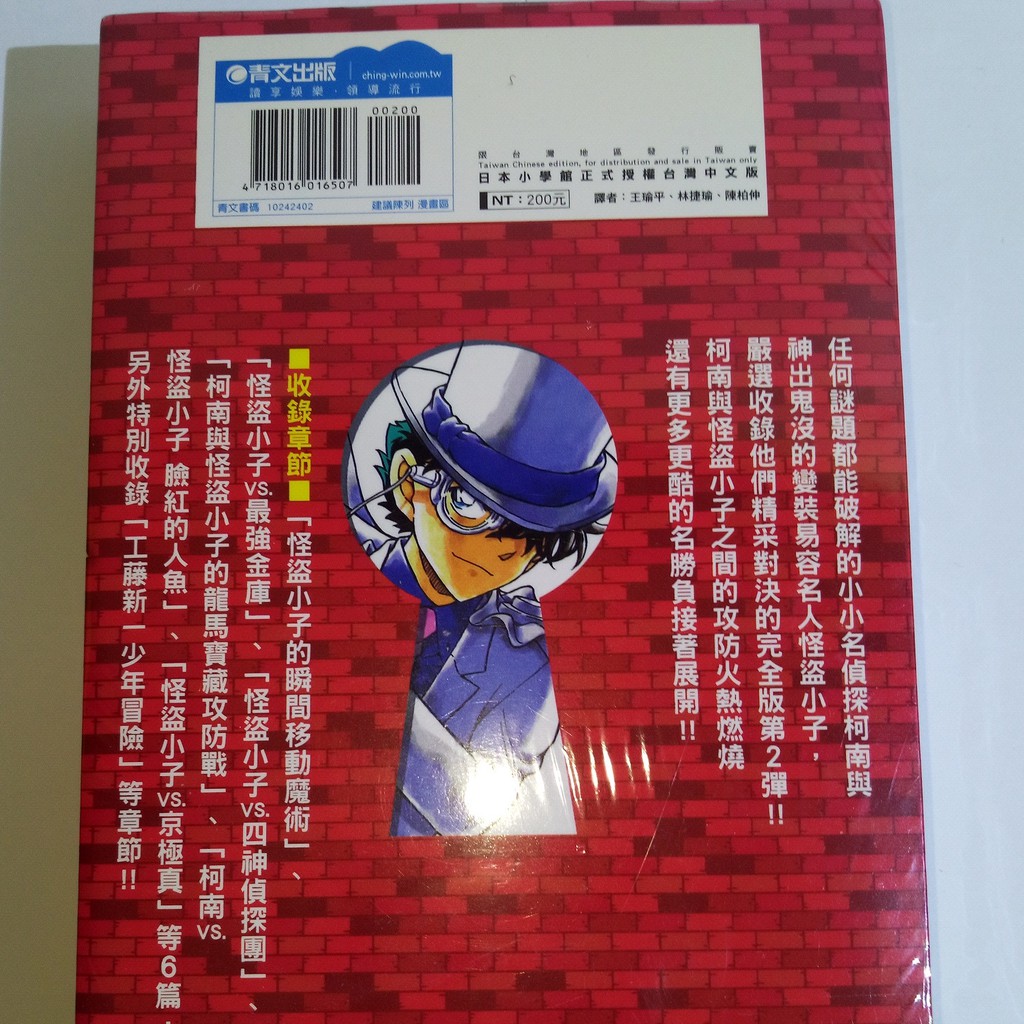 青文出版
ching-win.com.tw
讀享娛樂．領導流行
00200
4 718016 016507
青文書碼 10242402
建議陳列 漫畫區
限台灣地區發行販賣
Taiwan Chinese edition, for distribution and sale in Taiwan only
日本小學館正式授權台灣中文版
NT：200元
譯者：王瑜平、林捷瑜、陳柏伸
任何謎題都能破解的小小名偵探柯南與
神出鬼沒的變裝易容名人怪盜小子，
嚴選收錄他們精采對決的完全版第2彈!!
柯南與怪盜小子之間的攻防火熱燃燒
還有更多更酷的名勝負接著展開!!
■收錄章節■「怪盜小子的瞬間移動魔術」、
「怪盜小子vs.最強金庫」、「怪盜小子vs.四神偵探團」、
「柯南與怪盜小子的龍馬寶藏攻防戰」、「柯南vs.
怪盜小子 臉紅的人魚」、「怪盜小子vs.京極真」等6篇，
另外特別收錄「工藤新一少年冒險」等章節!!